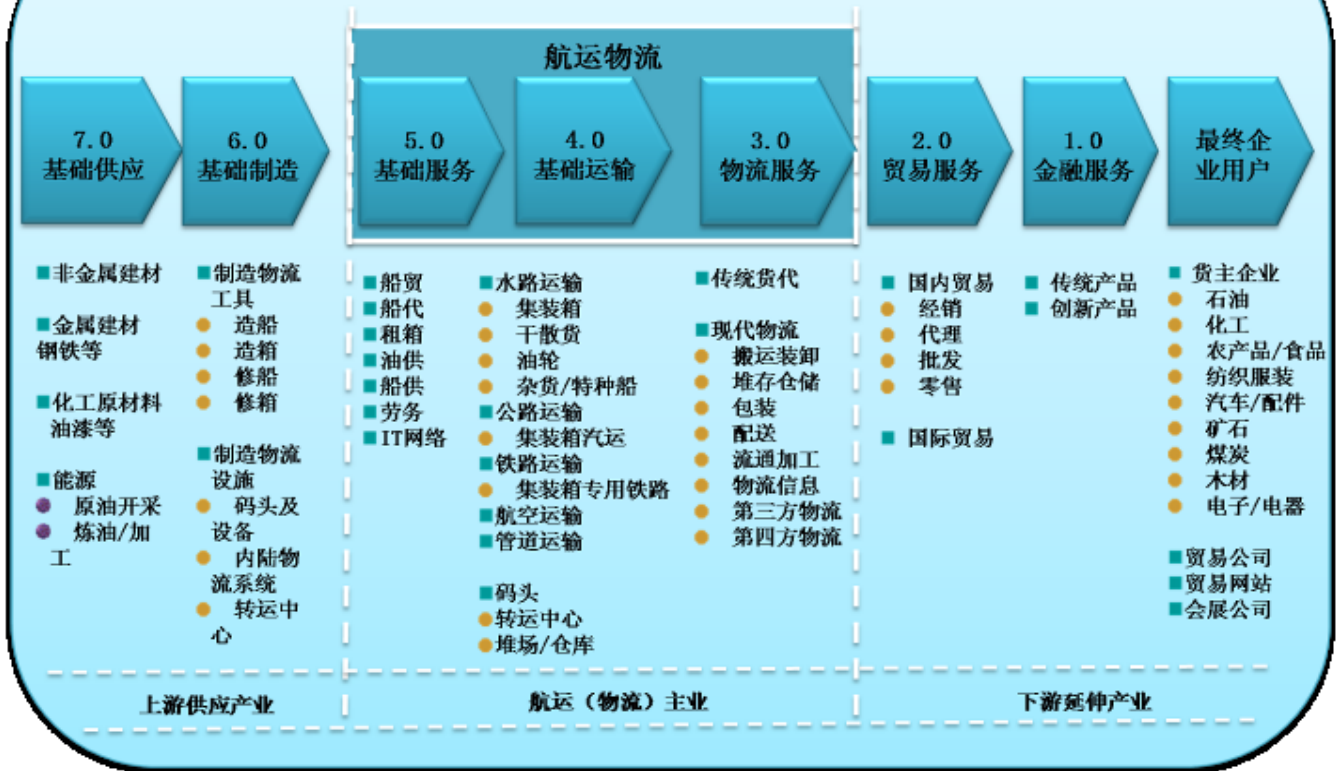 航运物流
7.0
基础供应
6.0
基础制造
5.0
基础服务
4.0
基础运输
3.0
物流服务
2.0
贸易服务
1.0
金融服务
最终企
业用户
非金属建材
金属建材
钢铁等
化工原材料
油漆等
能源
原油开采
炼油/加
工
制造物流
工具
造船
造箱
修船
修箱
制造物流
设施
码头及
设备
内陆物
流系统
转运中
心
船贸
船代
租箱
油供
船供
劳务
IT网络
水路运输
集装箱
干散货
油轮
杂货/特种船
公路运输
集装箱汽运
铁路运输
集装箱专用铁路
航空运输
管道运输
码头
转运中心
堆场/仓库
传统货代
现代物流
搬运装卸
堆存仓储
包装
配送
流通加工
物流信息
第三方物流
第四方物流
国内贸易
经销
代理
批发
零售
国际贸易
传统产品
创新产品
货主企业
石油
化工
农产品/食品
纺织服装
汽车/配件
矿石
煤炭
木材
电子/电器
贸易公司
贸易网站
会展公司
上游供应产业
航运（物流）主业
下游延伸产业